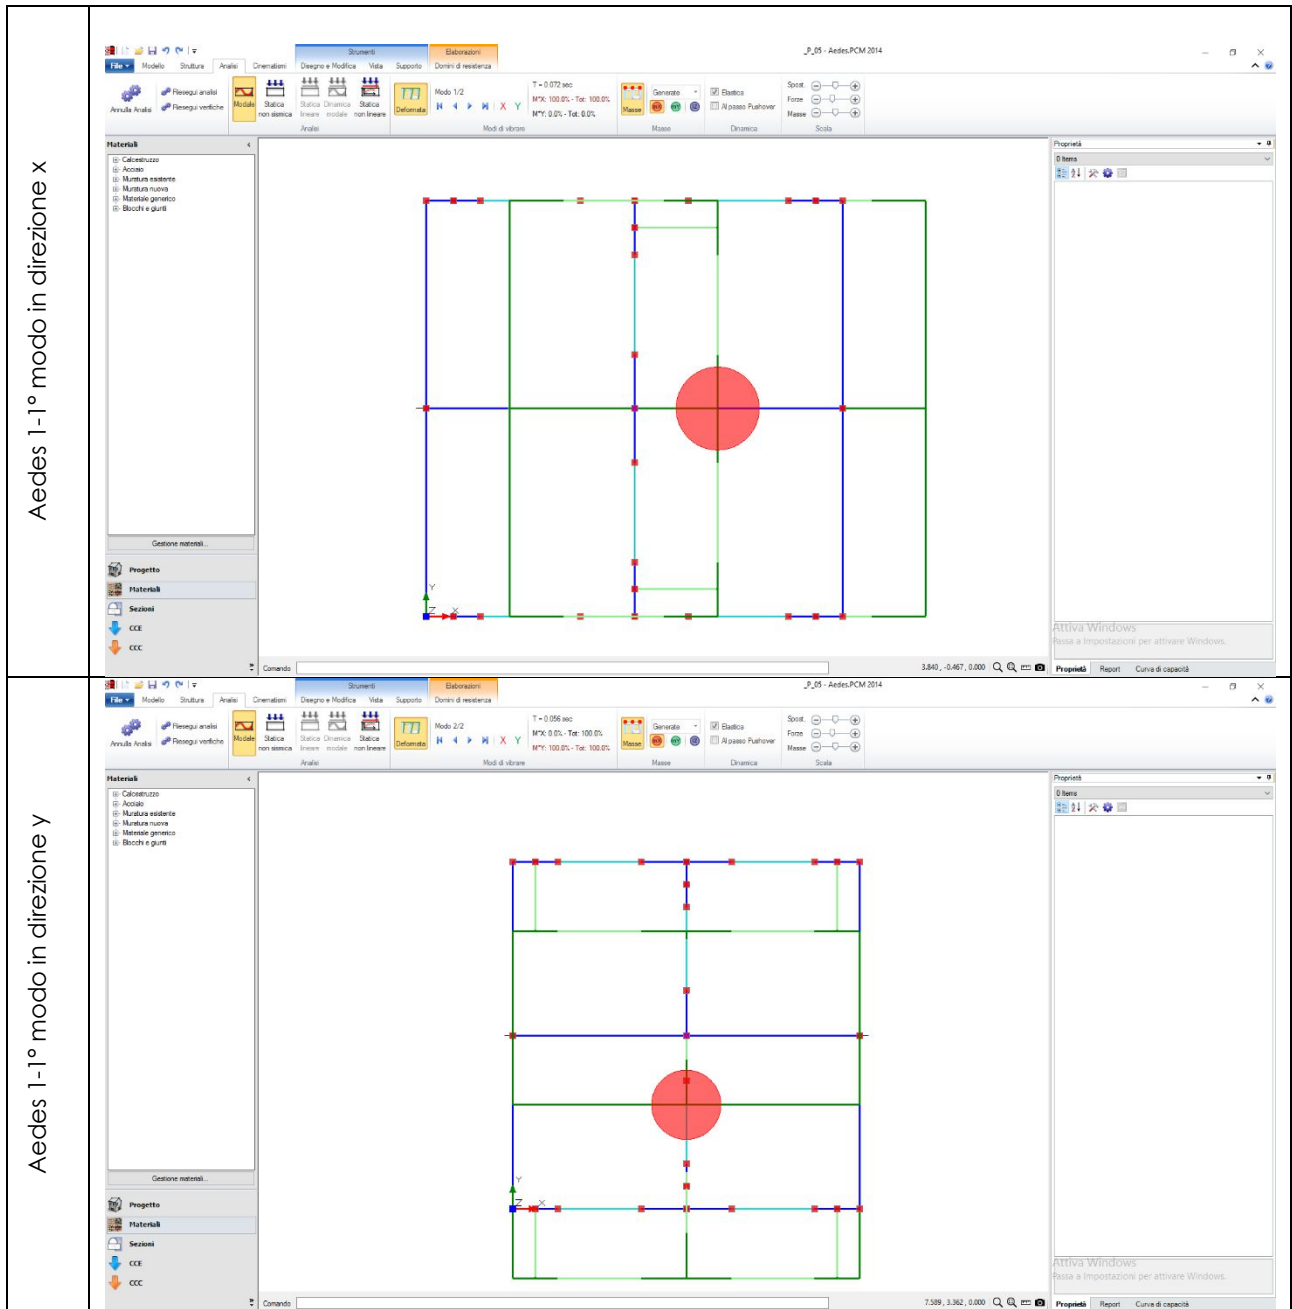 Aedes 1-1° modo in direzione x
Strumenti Elaborazioni _P_05 - Aedes.PCM 2014
File Modello Struttura Analisi Cinematismi Disegno e Modifica Vista Supporto Domini di resistenza
Annulla Analisi
Riesegui analisi
Riesegui verifiche
Modale
Statica non sismica
Statica lineare
Dinamica modale
Statica non lineare
Analisi
Deformata
Modo 1/2
X Y
T = 0.072 sec
M*X: 100.0% - Tot: 100.0%
M*Y: 0.0% - Tot: 0.0%
Modi di vibrare
Masse
Generate
Masse
Elastica
Al passo Pushover
Dinamica
Spost.
Forze
Masse
Scala
Materiali
Calcestruzzo
Acciaio
Muratura esistente
Muratura nuova
Materiale generico
Blocchi e giunti
Gestione materiali...
Progetto
Materiali
Sezioni
CCE
CCC
Y
Z X
Proprietà
0 Items
Attiva Windows
Passa a Impostazioni per attivare Windows.
Comando
3.840 , -0.467 , 0.000
Proprietà Report Curva di capacità
Aedes 1-1° modo in direzione y
Strumenti Elaborazioni _P_05 - Aedes.PCM 2014
File Modello Struttura Analisi Cinematismi Disegno e Modifica Vista Supporto Domini di resistenza
Annulla Analisi
Riesegui analisi
Riesegui verifiche
Modale
Statica non sismica
Statica lineare
Dinamica modale
Statica non lineare
Analisi
Deformata
Modo 2/2
X Y
T = 0.056 sec
M*X: 0.0% - Tot: 100.0%
M*Y: 100.0% - Tot: 100.0%
Modi di vibrare
Masse
Generate
Masse
Elastica
Al passo Pushover
Dinamica
Spost.
Forze
Masse
Scala
Materiali
Calcestruzzo
Acciaio
Muratura esistente
Muratura nuova
Materiale generico
Blocchi e giunti
Gestione materiali...
Progetto
Materiali
Sezioni
CCE
CCC
Y
Z X
Proprietà
0 Items
Attiva Windows
Passa a Impostazioni per attivare Windows.
Comando
7.589 , 3.362 , 0.000
Proprietà Report Curva di capacità